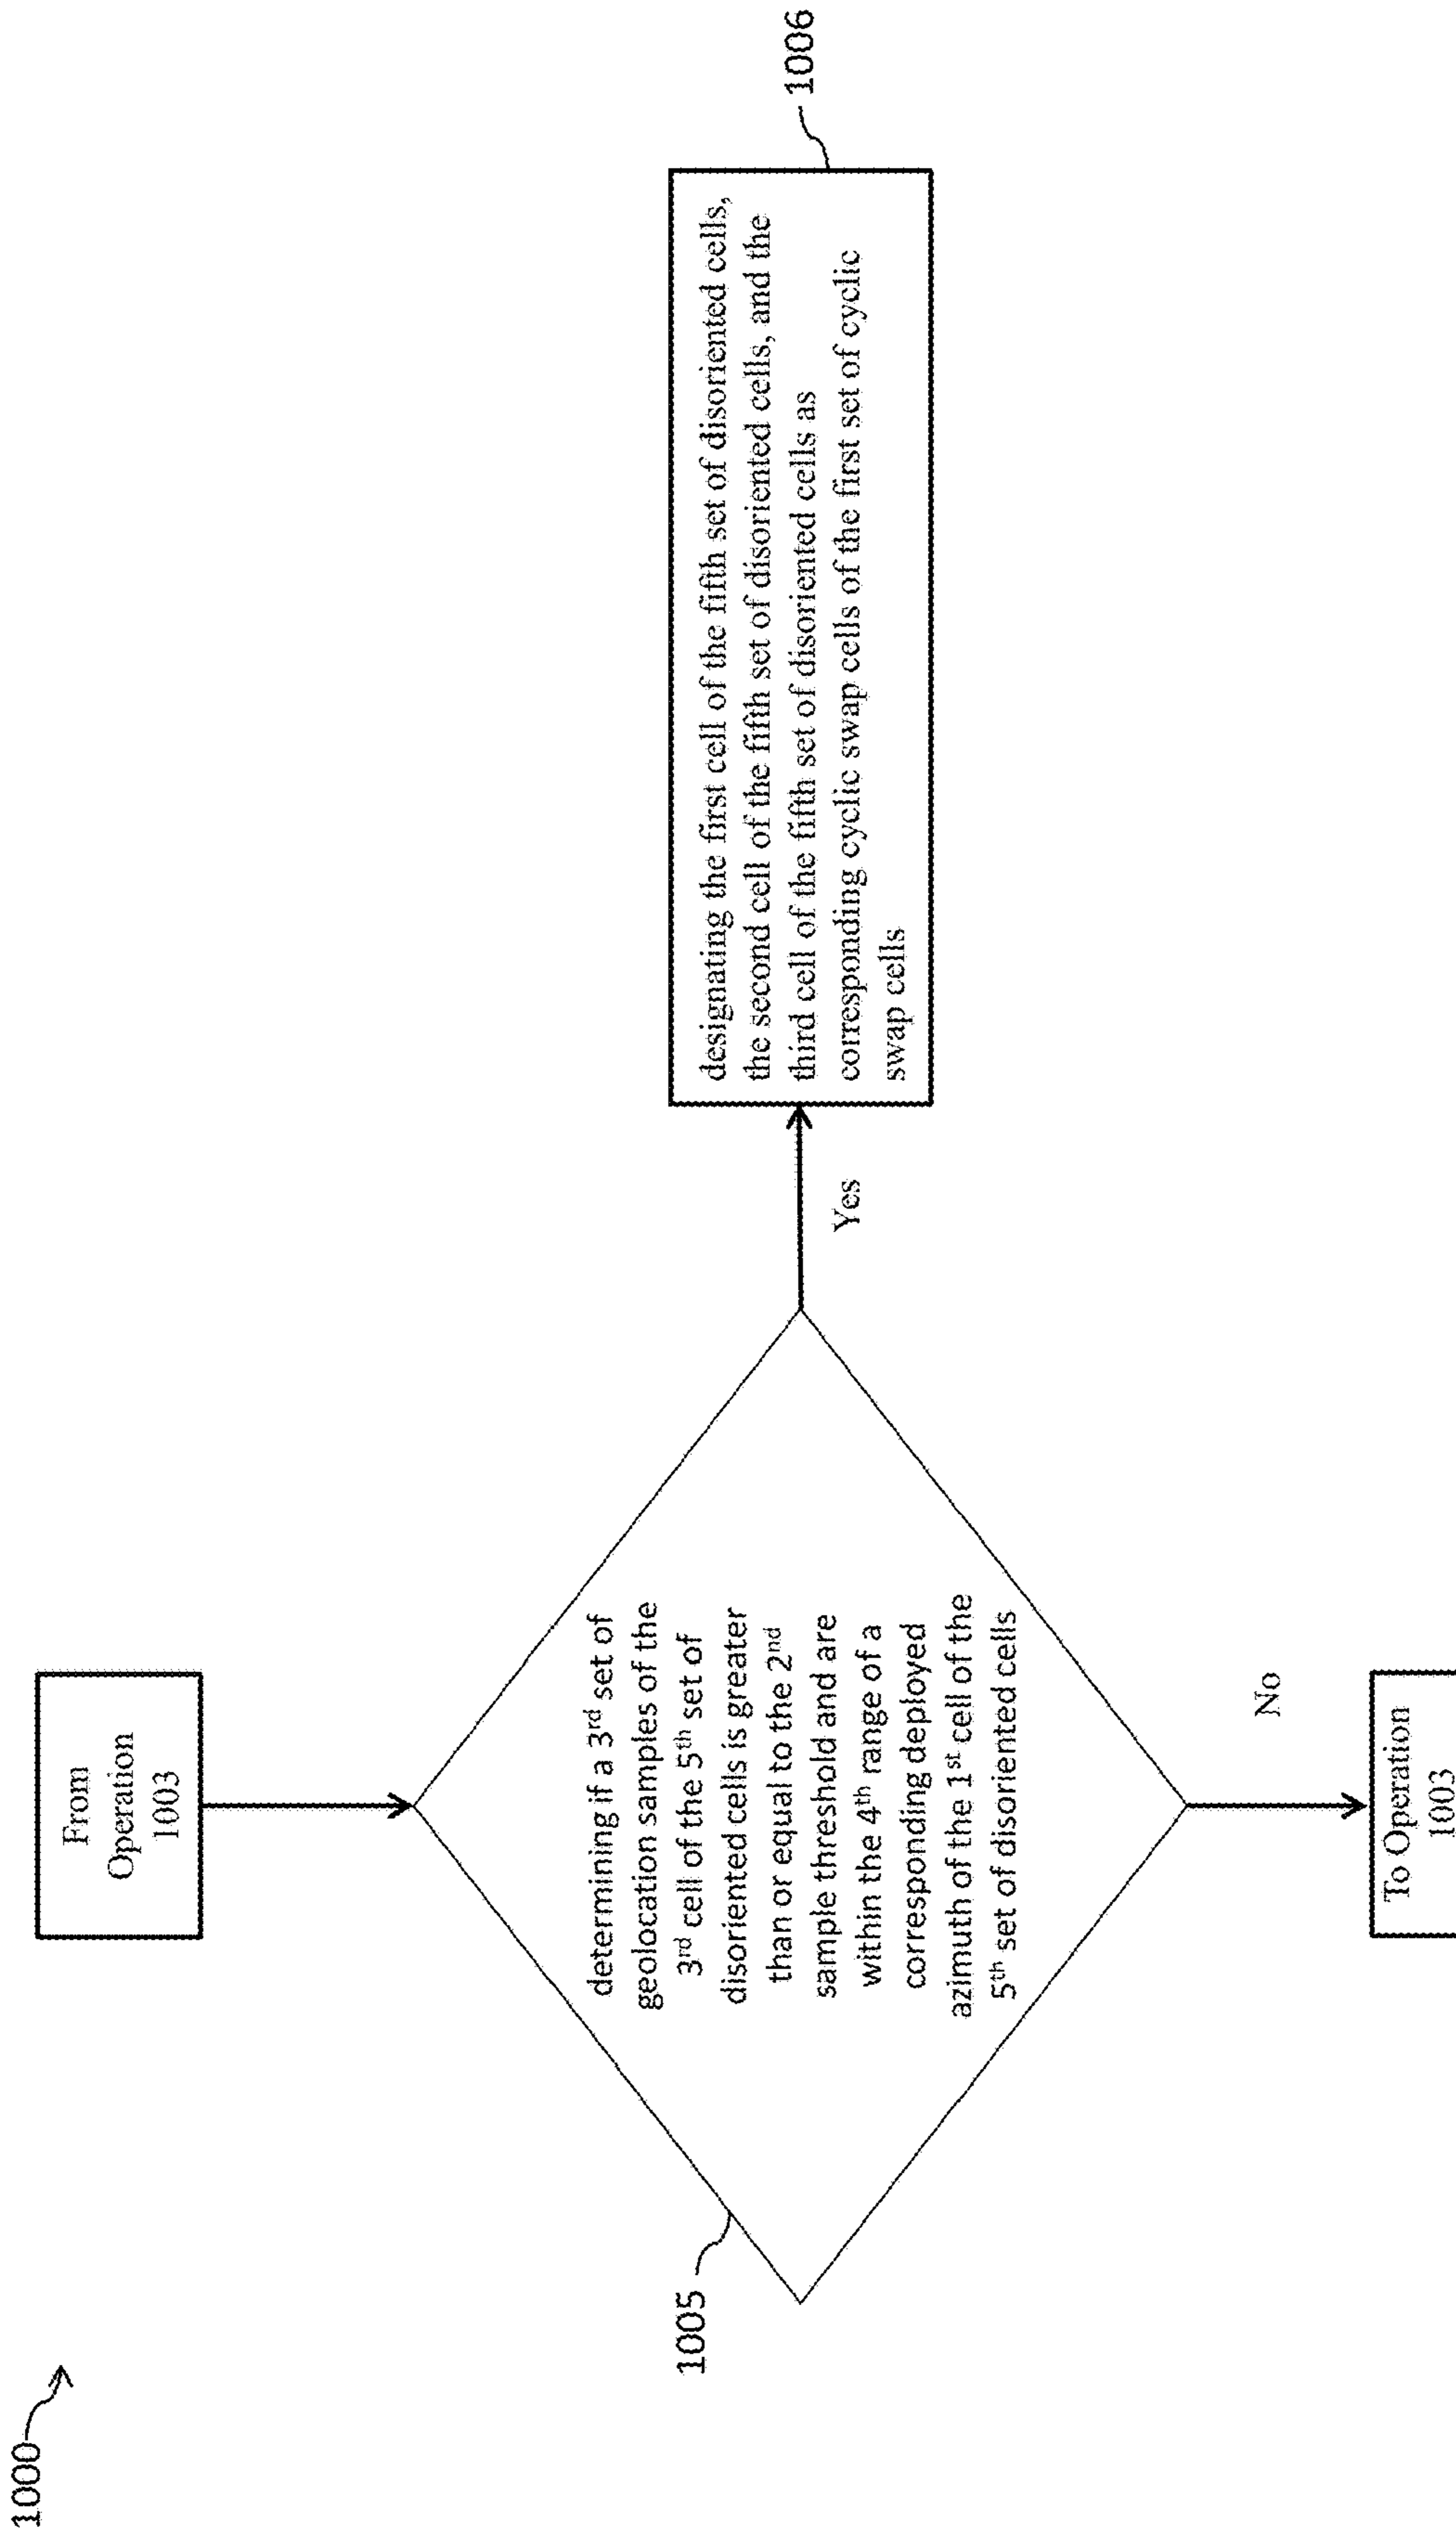 1000
From
Operation
1003
1005
determining if a 3rd set of
geolocation samples of the
3rd cell of the 5th set of
disoriented cells is greater
than or equal to the 2nd
sample threshold and are
within the 4th range of a
corresponding deployed
azimuth of the 1st cell of the
5th set of disoriented cells
Yes
designating the first cell of the fifth set of disoriented cells,
the second cell of the fifth set of disoriented cells, and the
third cell of the fifth set of disoriented cells as
corresponding cyclic swap cells of the first set of cyclic
swap cells
1006
No
To Operation
1003